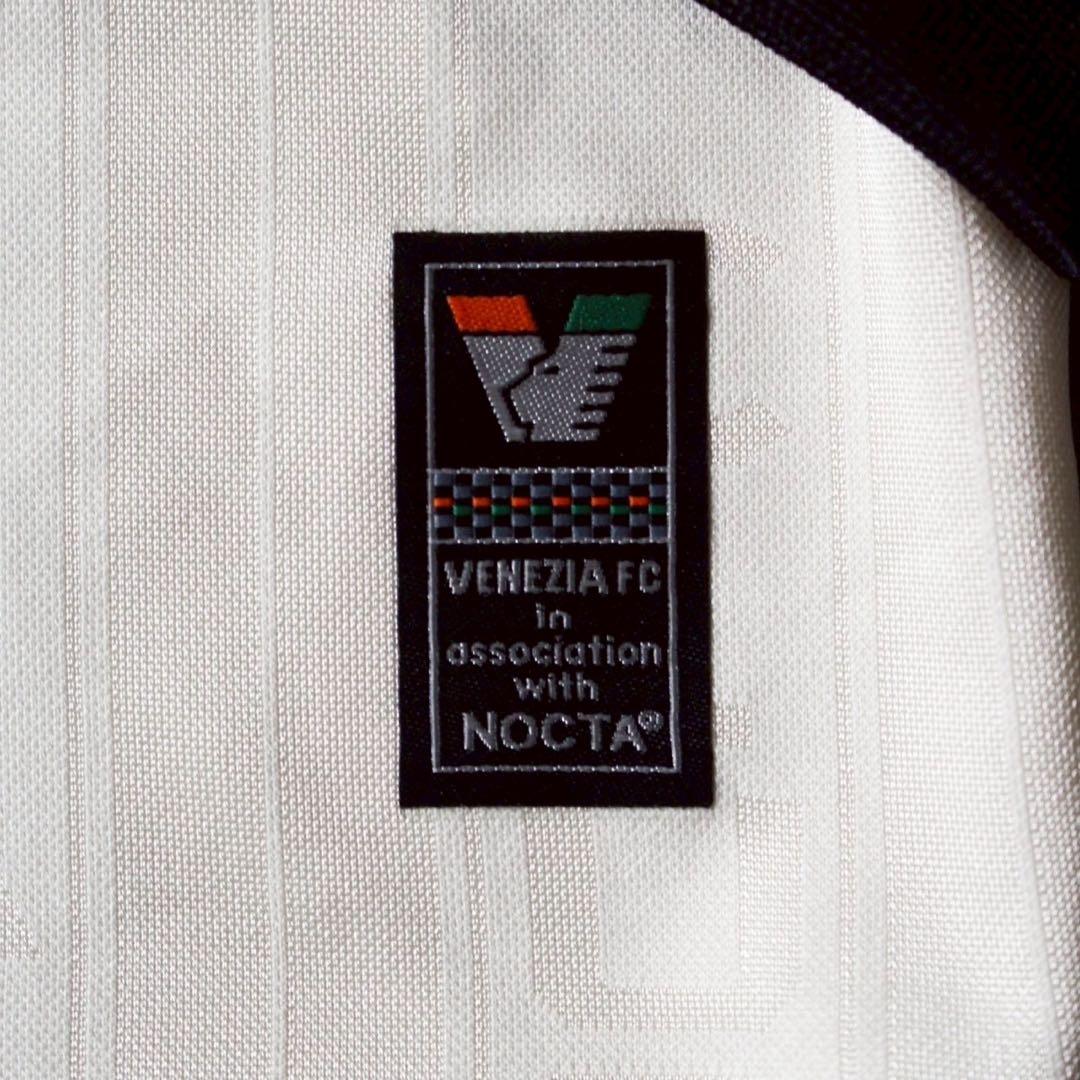 VENEZIA FC
in
association
with
NOCTA®